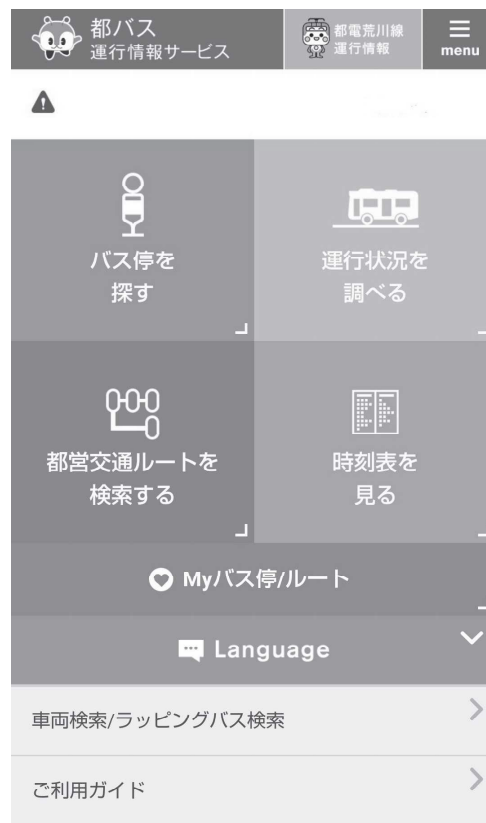 都バス
運行情報サービス
都電荒川線
運行情報
menu
バス停を
探す
運行状況を
調べる
都営交通ルートを
検索する
時刻表を
見る
Myバス停/ルート
Language
車両検索/ラッピングバス検索
ご利用ガイド